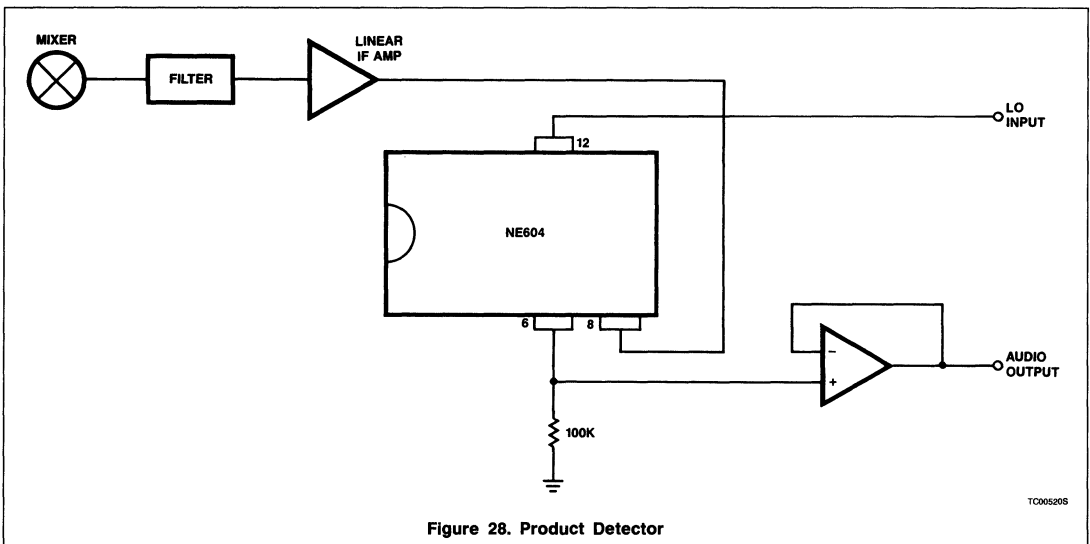 MIXER
FILTER
LINEAR
IF AMP
LO
INPUT
12
NE604
6
8
−
+
AUDIO
OUTPUT
100K
TC00520S
Figure 28. Product Detector